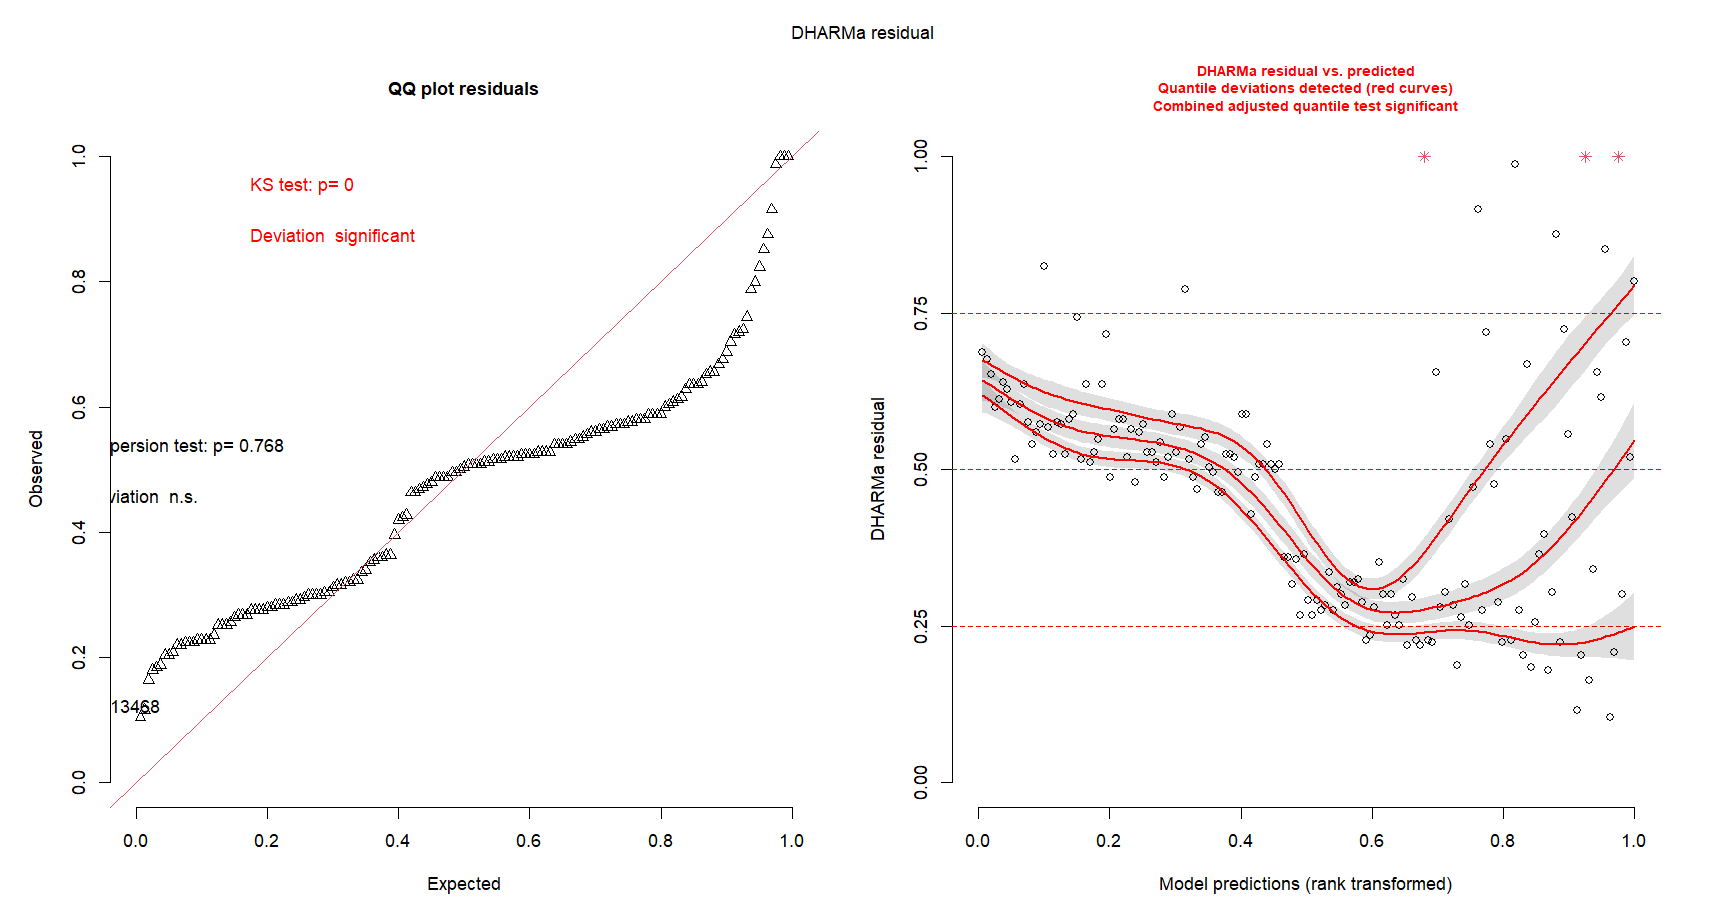 DHARMa residual
QQ plot residuals
KS test: p= 0
Deviation  significant
persion test: p= 0.768
viation  n.s.
13468
Observed
0.0
0.2
0.4
0.6
0.8
1.0
0.0 0.2 0.4 0.6 0.8 1.0
Expected
DHARMa residual vs. predicted
Quantile deviations detected (red curves)
Combined adjusted quantile test significant
DHARMa residual
0.00
0.25
0.50
0.75
1.00
0.0 0.2 0.4 0.6 0.8 1.0
Model predictions (rank transformed)